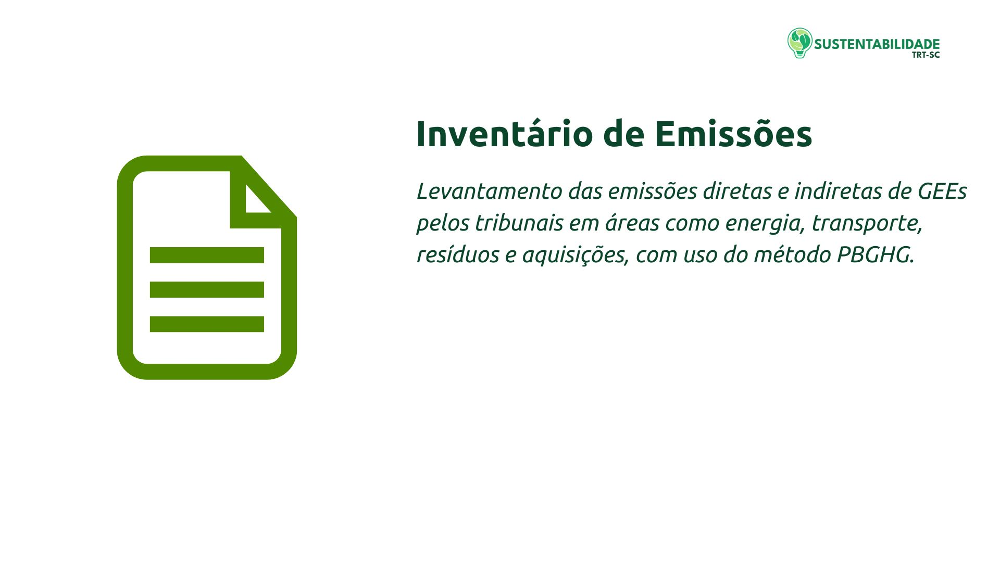 SUSTENTABILIDADE
TRT-SC
Inventário de Emissões
Levantamento das emissões diretas e indiretas de GEEs
pelos tribunais em áreas como energia, transporte,
resíduos e aquisições, com uso do método PBGHG.